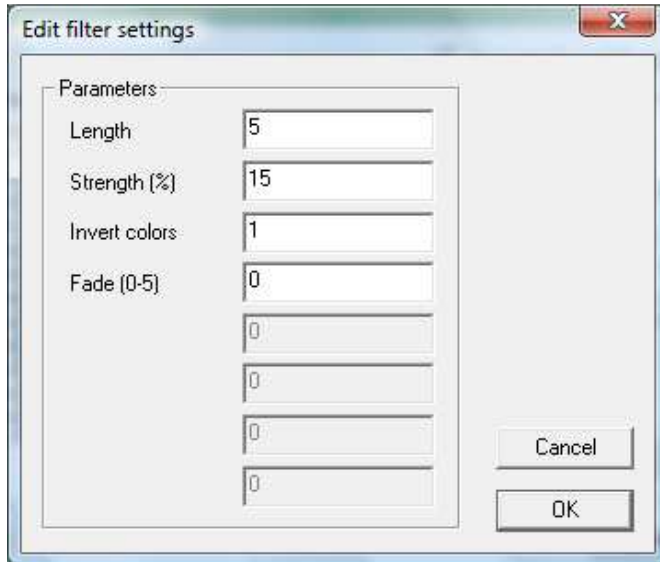 Edit filter settings
Parameters
Length 5
Strength (%) 15
Invert colors 1
Fade (0-5) 0
0
0
0
0
Cancel
OK